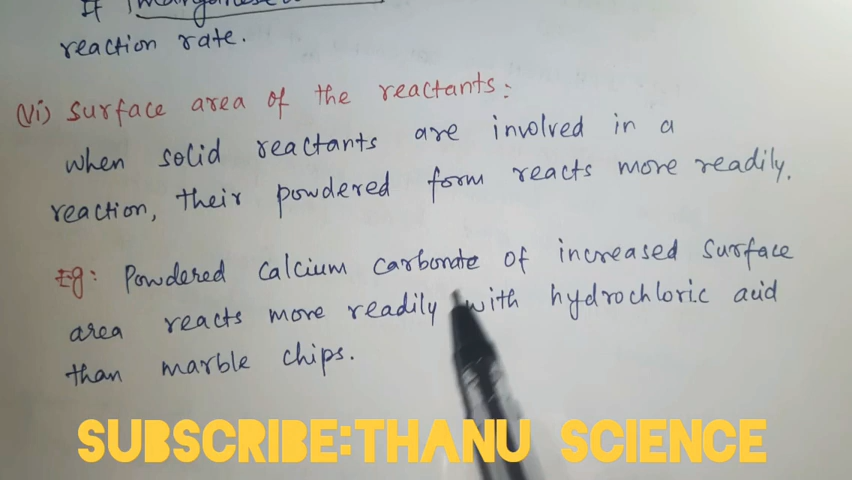 If
reaction rate.
(vi) Surface area of the reactants:
when solid reactants are involved in a
reaction, their powdered form reacts more readily.
Eg: Powdered calcium carbonate of increased surface
area reacts more readily with hydrochloric acid
than marble chips.
SUBSCRIBE:THANU SCIENCE